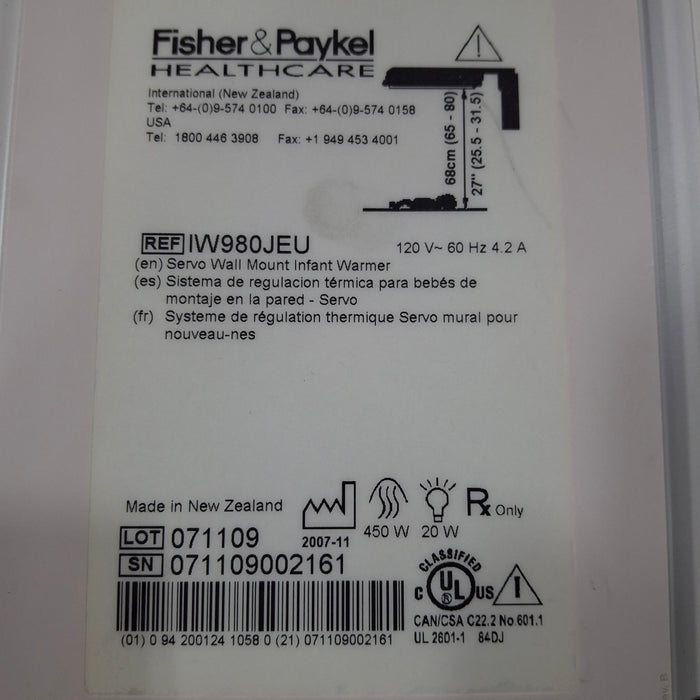 Fisher&Paykel
HEALTHCARE
International (New Zealand)
Tel: +64-(0)9-574 0100 Fax: +64-(0)9-574 0158
USA
Tel: 1800 446 3908 Fax: +1 949 453 4001
68cm (65 - 80)
27" (25.5 - 31.5)
REF IW980JEU 120 V~ 60 Hz 4.2 A
(en) Servo Wall Mount Infant Warmer
(es) Sistema de regulacion térmica para bebés de
montaje en la pared - Servo
(fr) Systeme de régulation thermique Servo mural pour
nouveau-nes
Made in New Zealand
2007-11
450 W 20 W
Rx Only
LOT 071109
SN 071109002161
CLASSIFIED
C UL ® US
CAN/CSA C22.2 No 601.1
UL 2601-1 84DJ
(01) 0 94 200124 1058 0 (21) 071109002161